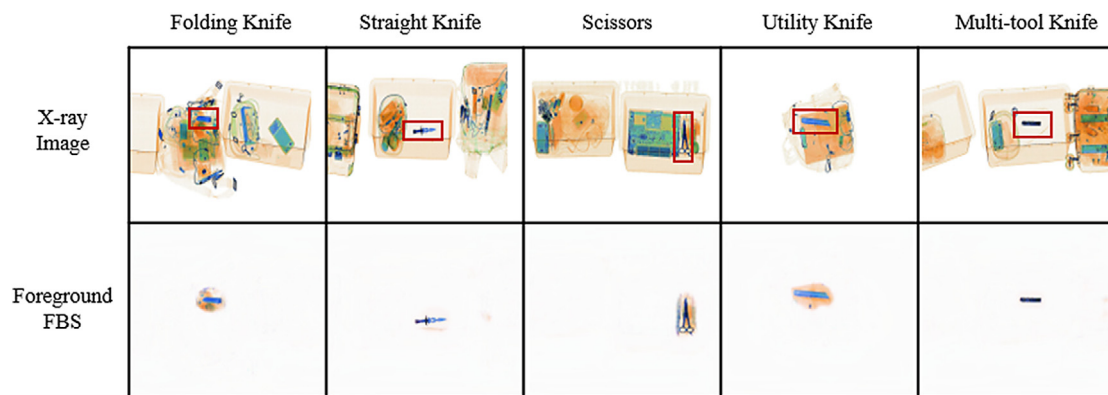 Folding Knife
Straight Knife
Scissors
Utility Knife
Multi-tool Knife
X-ray
Image
Foreground
FBS